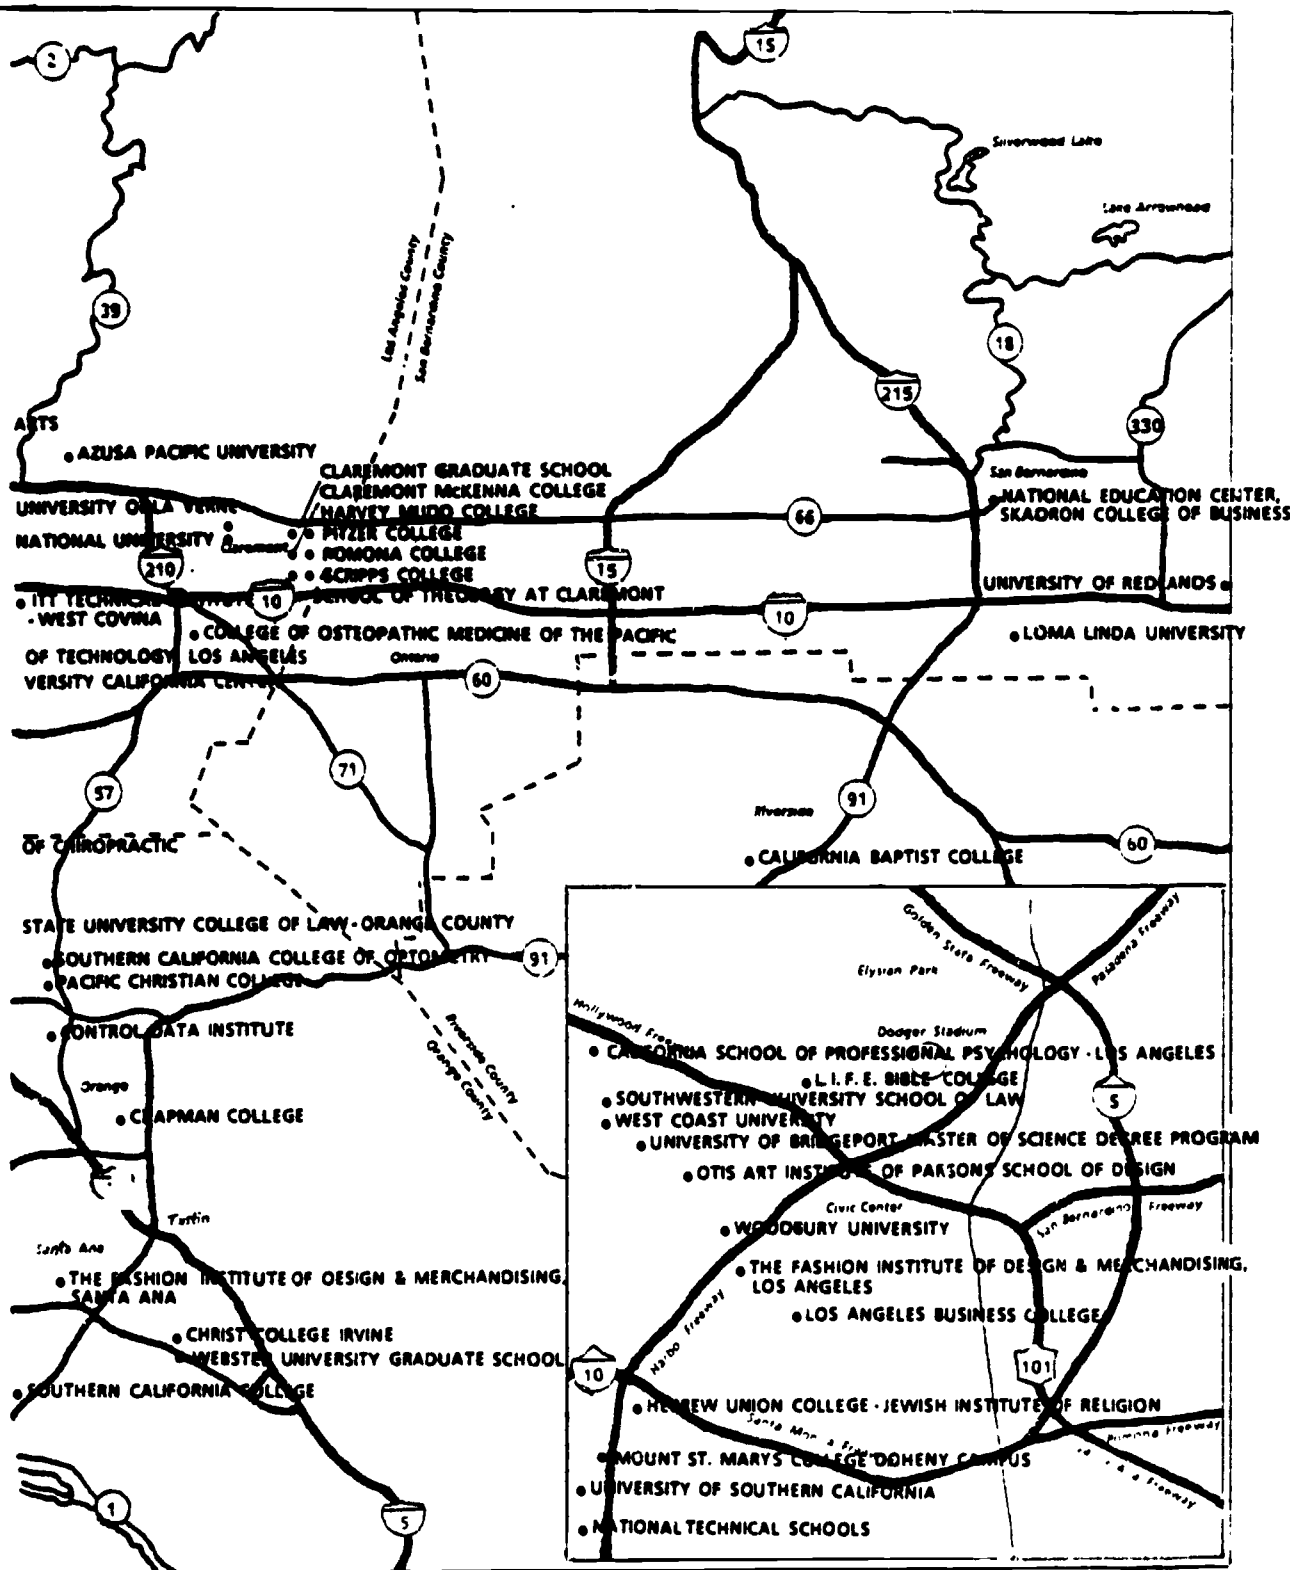 15
2
Silverwood Lake
Lake Arrowhead
Los Angeles County
San Bernardino County
39
18
215
330
ARTS
AZUSA PACIFIC UNIVERSITY
CLAREMONT GRADUATE SCHOOL
CLAREMONT McKENNA COLLEGE
HARVEY MUDD COLLEGE
PITZER COLLEGE
POMONA COLLEGE
SCRIPPS COLLEGE
SCHOOL OF THEOLOGY AT CLAREMONT
San Bernardino
NATIONAL EDUCATION CENTER,
SKADRON COLLEGE OF BUSINESS
UNIVERSITY OF LA VERNE
66
NATIONAL UNIVERSITY
Claremont
210
15
10
10
UNIVERSITY OF REDLANDS
ITT TECHNICAL INSTITUTE
- WEST COVINA
COLLEGE OF OSTEOPATHIC MEDICINE OF THE PACIFIC
LOMA LINDA UNIVERSITY
OF TECHNOLOGY, LOS ANGELES
Ontario
VERSITY CALIFORNIA CENTER
60
71
57
91
Riverside
60
OF CHIROPRACTIC
CALIFORNIA BAPTIST COLLEGE
STATE UNIVERSITY COLLEGE OF LAW - ORANGE COUNTY
SOUTHERN CALIFORNIA COLLEGE OF OPTOMETRY
91
PACIFIC CHRISTIAN COLLEGE
CONTROL DATA INSTITUTE
Riverside County
Orange County
Orange
CHAPMAN COLLEGE
Tustin
Santa Ana
THE FASHION INSTITUTE OF DESIGN & MERCHANDISING,
SANTA ANA
CHRIST COLLEGE IRVINE
WEBSTER UNIVERSITY GRADUATE SCHOOL
SOUTHERN CALIFORNIA COLLEGE
1
5
Golden State Freeway
Pasadena Freeway
Elysian Park
Hollywood
Dodger Stadium
CALIFORNIA SCHOOL OF PROFESSIONAL PSYCHOLOGY - LOS ANGELES
L.I.F.E. BIBLE COLLEGE
5
SOUTHWESTERN UNIVERSITY SCHOOL OF LAW
WEST COAST UNIVERSITY
UNIVERSITY OF BRIDGEPORT MASTER OF SCIENCE DEGREE PROGRAM
OTIS ART INSTITUTE OF PARSONS SCHOOL OF DESIGN
Civic Center
San Bernardino Freeway
WOODBURY UNIVERSITY
THE FASHION INSTITUTE OF DESIGN & MERCHANDISING,
LOS ANGELES
LOS ANGELES BUSINESS COLLEGE
Harbo Freeway
10
101
HEBREW UNION COLLEGE - JEWISH INSTITUTE OF RELIGION
Pomona Freeway
MOUNT ST. MARYS COLLEGE DOHENY CAMPUS
UNIVERSITY OF SOUTHERN CALIFORNIA
NATIONAL TECHNICAL SCHOOLS